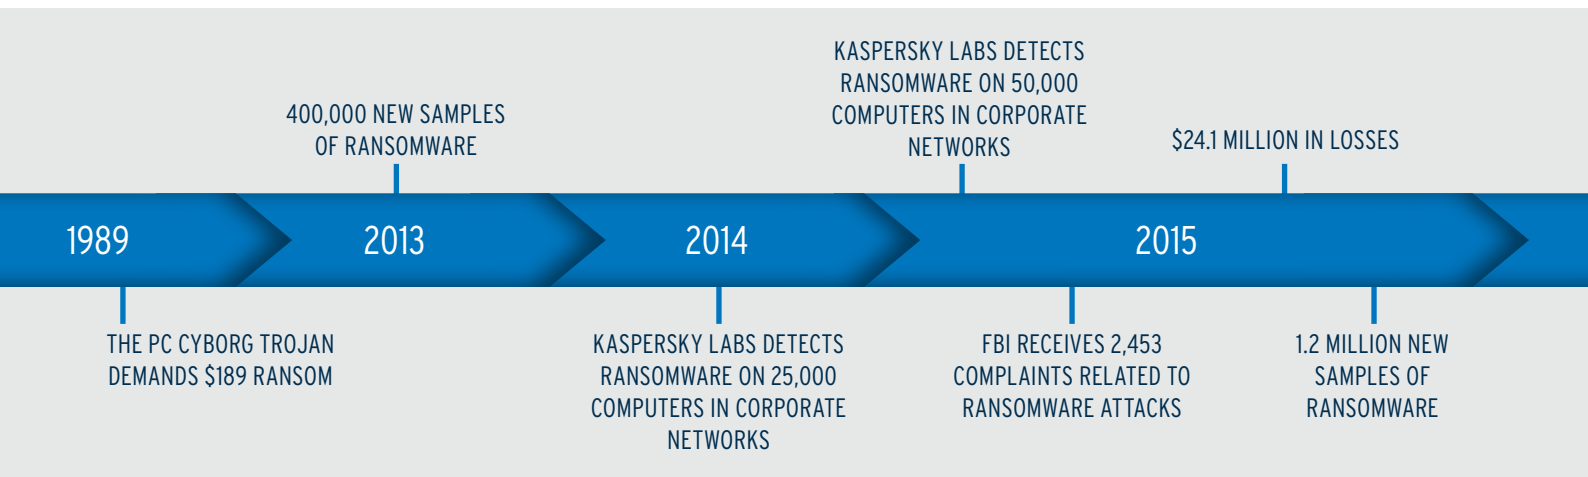 KASPERSKY LABS DETECTS
RANSOMWARE ON 50,000
COMPUTERS IN CORPORATE
NETWORKS
400,000 NEW SAMPLES
OF RANSOMWARE
$24.1 MILLION IN LOSSES
1989
2013
2014
2015
THE PC CYBORG TROJAN
DEMANDS $189 RANSOM
KASPERSKY LABS DETECTS
RANSOMWARE ON 25,000
COMPUTERS IN CORPORATE
NETWORKS
FBI RECEIVES 2,453
COMPLAINTS RELATED TO
RANSOMWARE ATTACKS
1.2 MILLION NEW
SAMPLES OF
RANSOMWARE